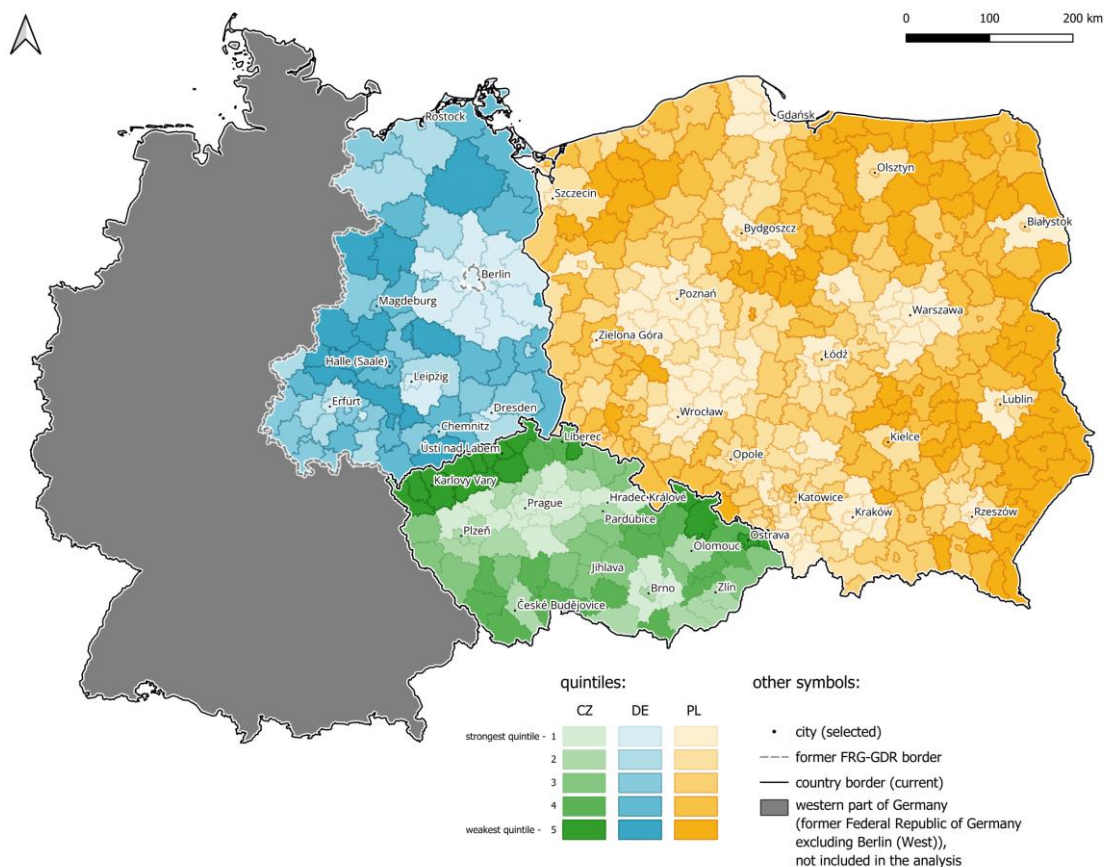 0 100 200 km
Rostock
Gdańsk
Olsztyn
Szczecin
Białystok
Bydgoszcz
Berlin
Poznań
Magdeburg
Warszawa
Zielona Góra
Łódź
Halle (Saale)
Leipzig
Erfurt
Lublin
Dresden
Wrocław
Chemnitz
Kielce
Ústí nad Labem
Liberec
Opole
Karlovy Vary
Prague
Hradec Králové
Katowice
Kraków
Rzeszów
Pardubice
Plzeň
Ostrava
Olomouc
Jihlava
Brno
Zlín
České Budějovice
quintiles:
CZ DE PL
strongest quintile - 1
2
3
4
weakest quintile - 5
other symbols:
city (selected)
former FRG-GDR border
country border (current)
western part of Germany
(former Federal Republic of Germany
excluding Berlin (West)),
not included in the analysis